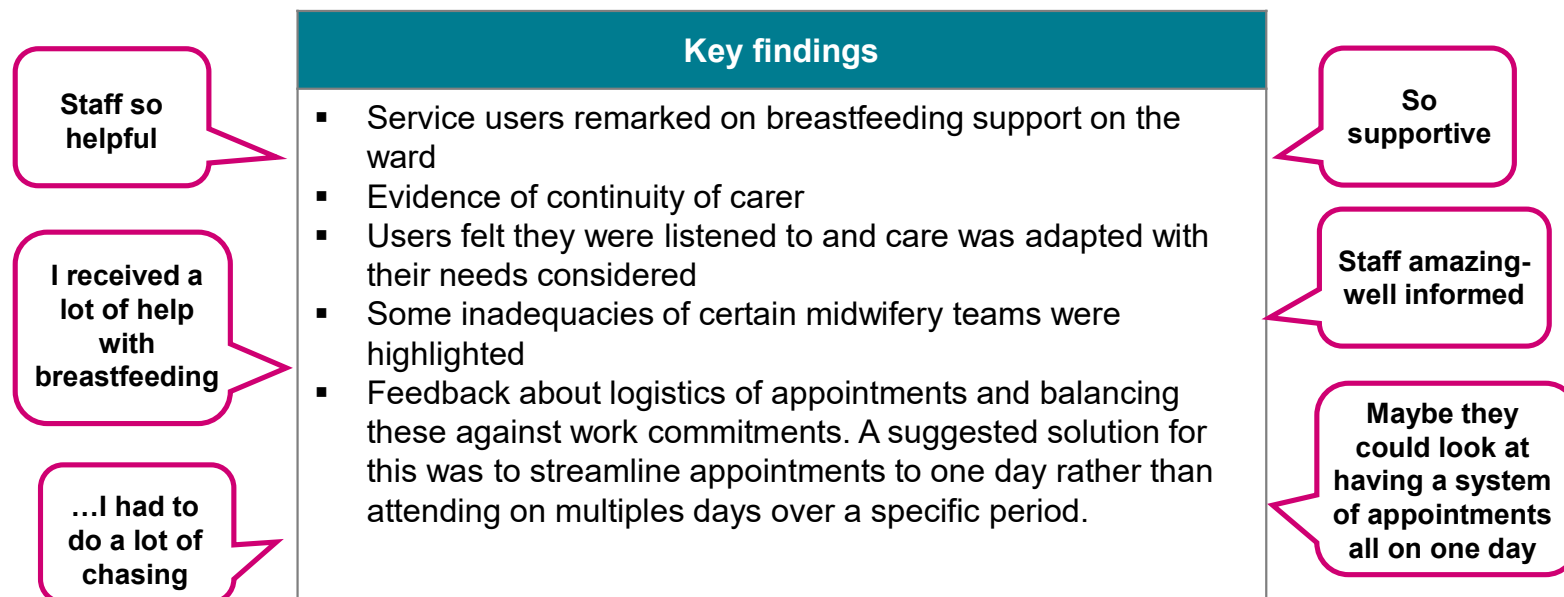 Key findings
Staff so
helpful
I received a
lot of help
with
breastfeeding
…I had to
do a lot of
chasing
▪ Service users remarked on breastfeeding support on the
ward
▪ Evidence of continuity of carer
▪ Users felt they were listened to and care was adapted with
their needs considered
▪ Some inadequacies of certain midwifery teams were
highlighted
▪ Feedback about logistics of appointments and balancing
these against work commitments. A suggested solution for
this was to streamline appointments to one day rather than
attending on multiples days over a specific period.
So
supportive
Staff amazing-
well informed
Maybe they
could look at
having a system
of appointments
all on one day